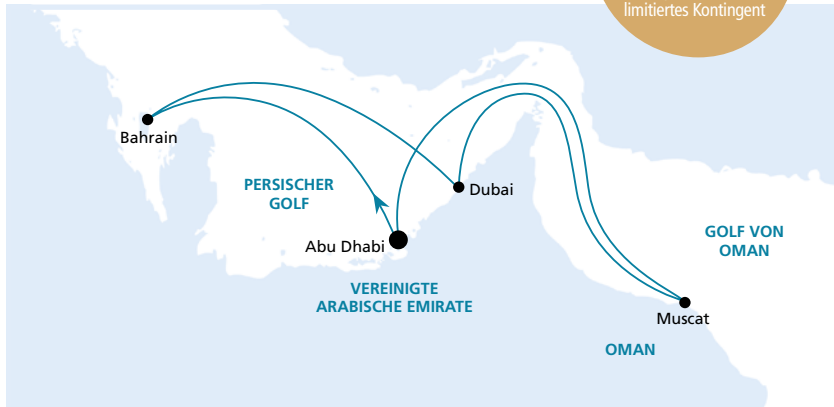 limitiertes Kontingent
Bahrain
PERSISCHER
GOLF
Dubai
Abu Dhabi
GOLF VON
OMAN
VEREINIGTE
ARABISCHE EMIRATE
Muscat
OMAN